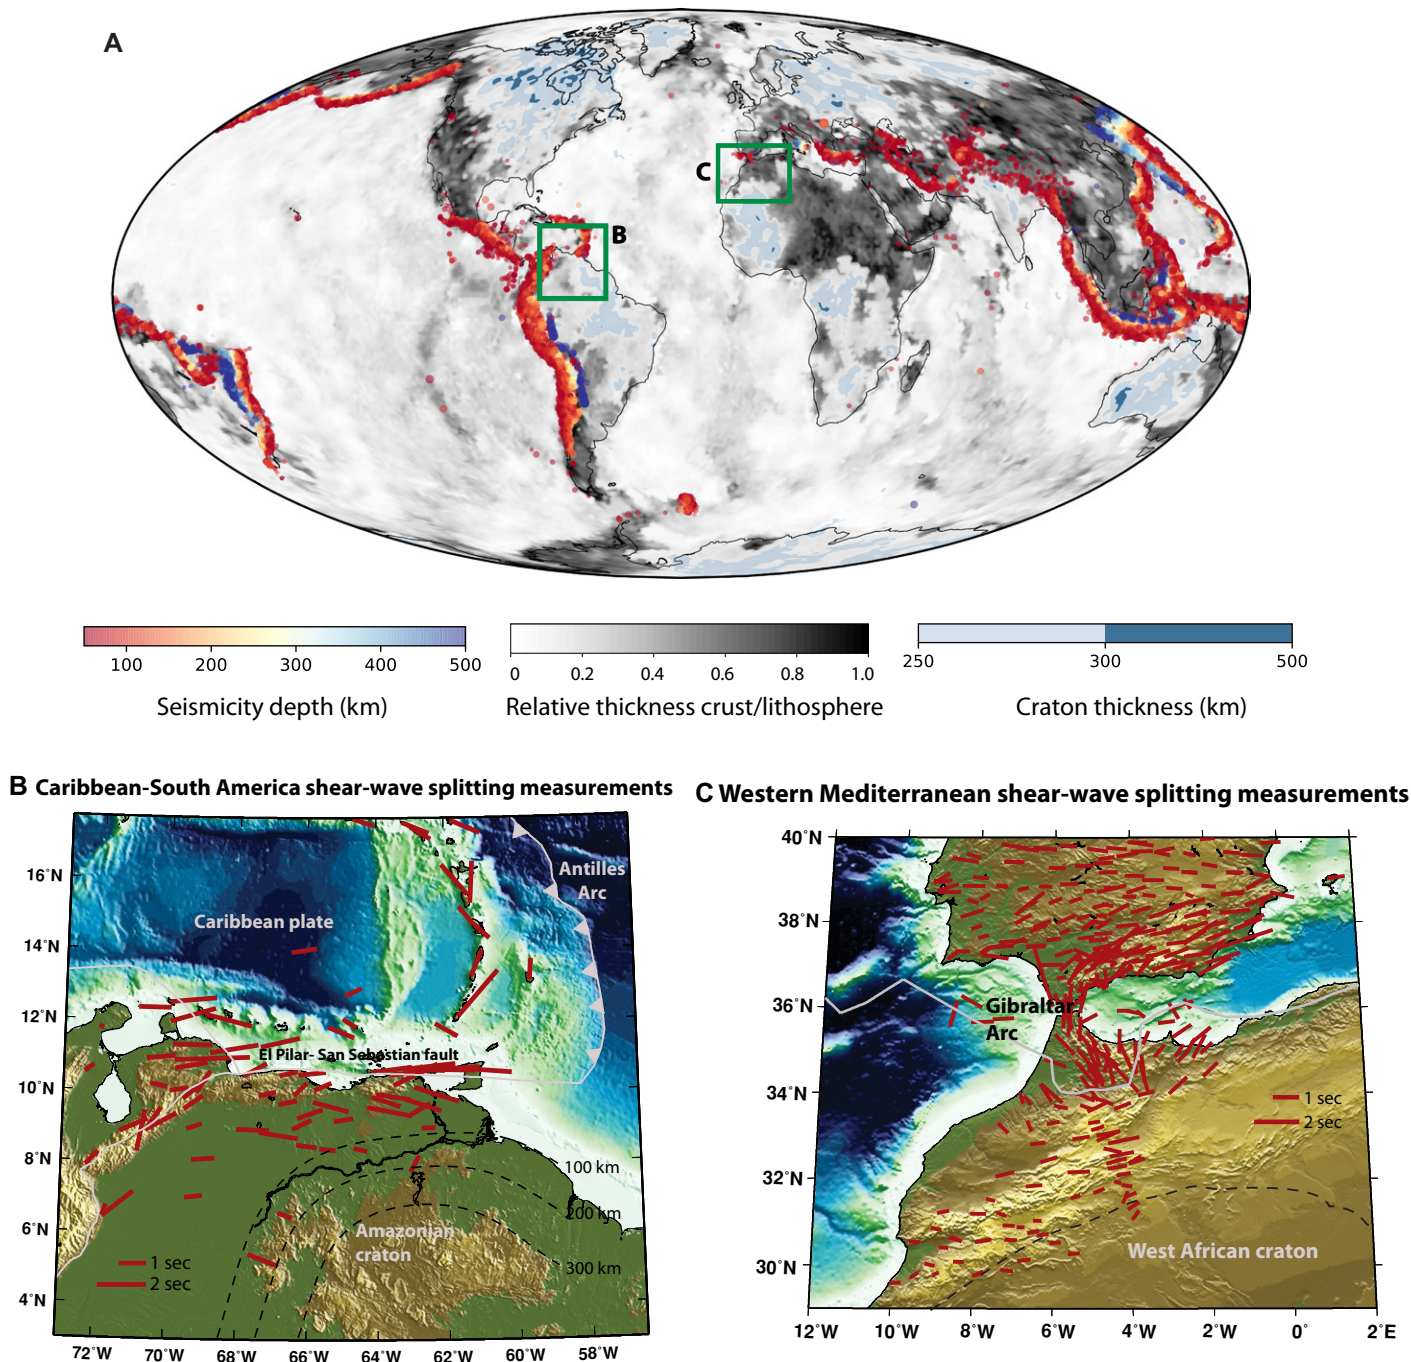 A
C
B
100 200 300 400 500
Seismicity depth (km)
0 0.2 0.4 0.6 0.8 1.0
Relative thickness crust/lithosphere
250 300 500
Craton thickness (km)
B Caribbean-South America shear-wave splitting measurements
16°N
14°N
12°N
10°N
8°N
6°N
4°N
Antilles
Arc
Caribbean plate
El Pilar- San Sebastian fault
100 km
200 km
300 km
Amazonian
craton
1 sec
2 sec
72°W 70°W 68°W 66°W 64°W 62°W 60°W 58°W
C Western Mediterranean shear-wave splitting measurements
40°N
38°N
36°N
34°N
32°N
30°N
Gibraltar
Arc
1 sec
2 sec
West African craton
12°W 10°W 8°W 6°W 4°W 2°W 0° 2°E